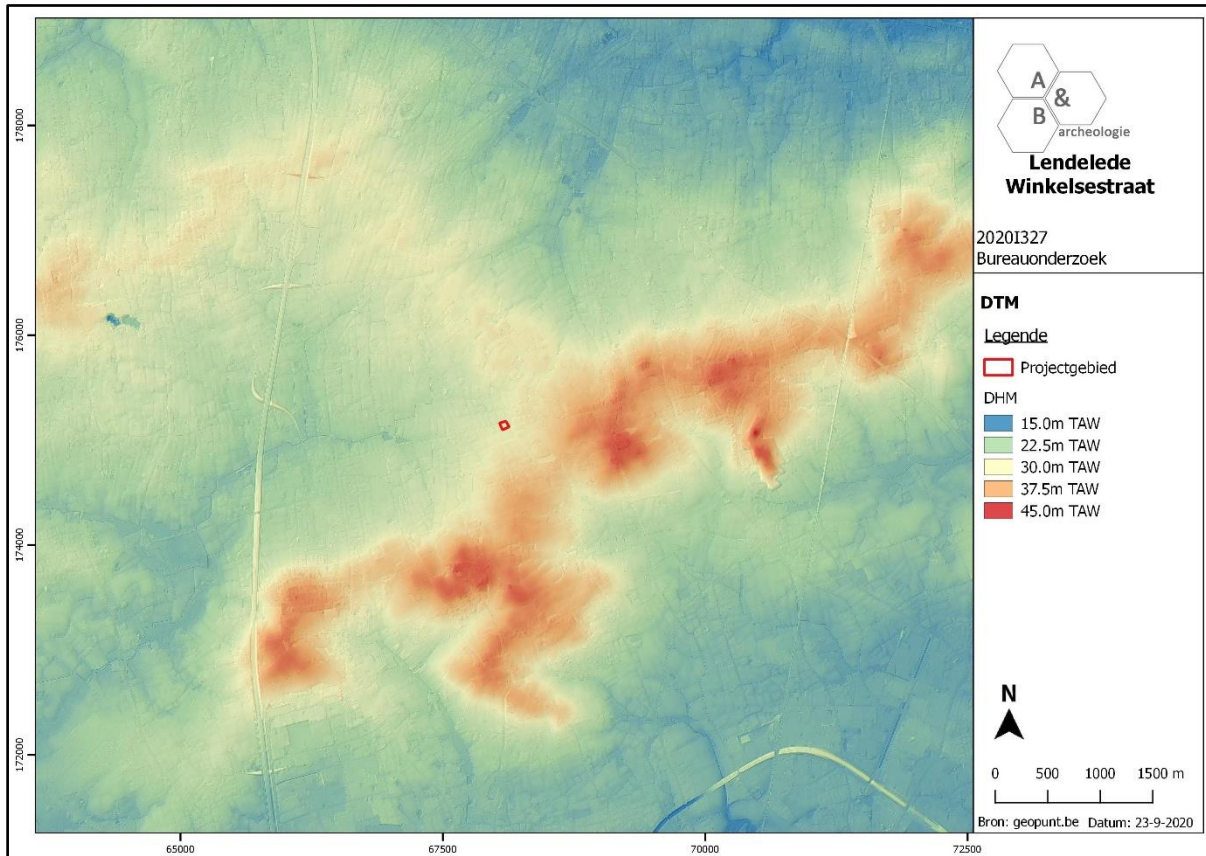 A
&
B
archeologie
Lendelede
Winkelsestraat
2020I327
Bureauonderzoek
DTM
Legende
Projectgebied
DHM
15.0m TAW
22.5m TAW
30.0m TAW
37.5m TAW
45.0m TAW
N
0 500 1000 1500 m
Bron: geopunt.be Datum: 23-9-2020
178000
176000
174000
172000
65000 67500 70000 72500